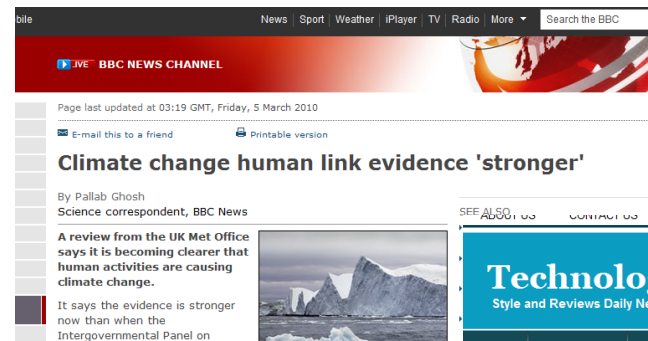 bile News Sport Weather iPlayer TV Radio More Search the BBC
LIVE BBC NEWS CHANNEL
Page last updated at 03:19 GMT, Friday, 5 March 2010
E-mail this to a friend Printable version
Climate change human link evidence 'stronger'
By Pallab Ghosh
Science correspondent, BBC News
A review from the UK Met Office
says it is becoming clearer that
human activities are causing
climate change.
It says the evidence is stronger
now than when the
Intergovernmental Panel on
SEE ALSO
ABOUT US CONTACT US
Technolo
Style and Reviews Daily Ne